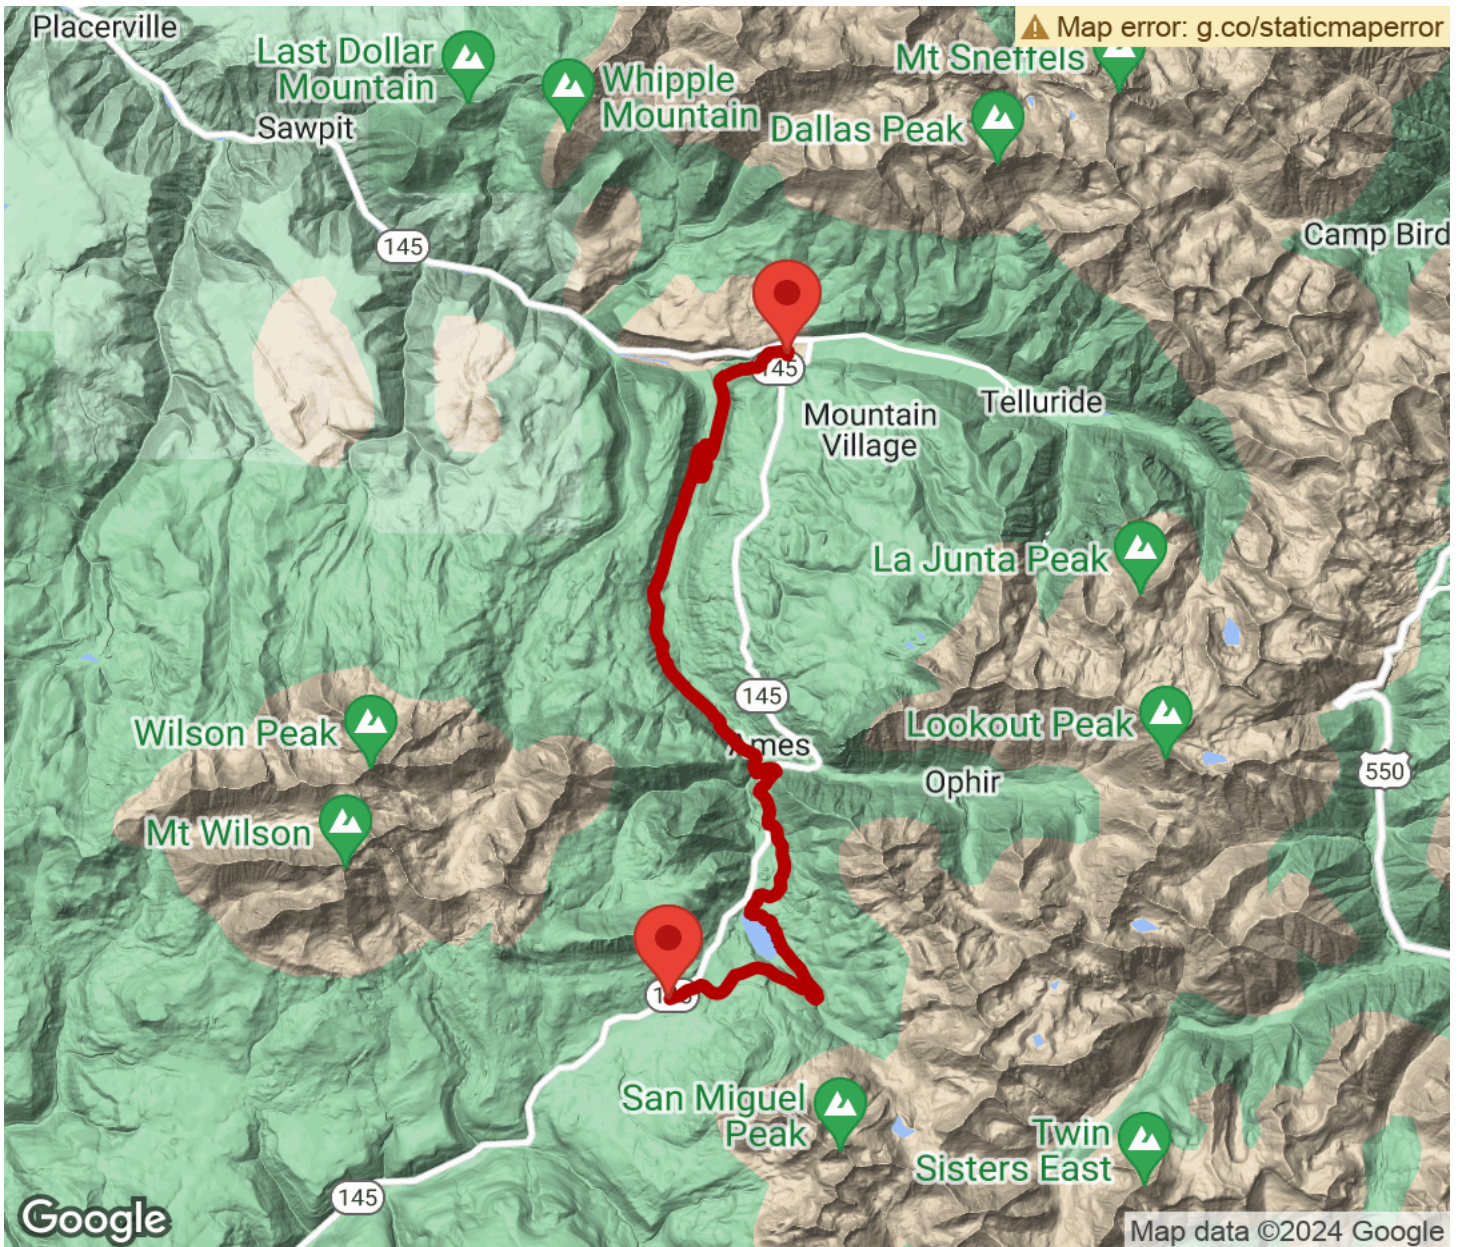 Placerville
Map error: g.co/staticmaperror
Last Dollar
Mountain
Mt Sneffels
Whipple
Mountain
Dallas Peak
Sawpit
Camp Bird
145
145
Mountain
Village
Telluride
La Junta Peak
145
Wilson Peak
Lookout Peak
Ames
550
Ophir
Mt Wilson
145
San Miguel
Peak
Twin
Sisters East
145
Google
Map data ©2024 Google